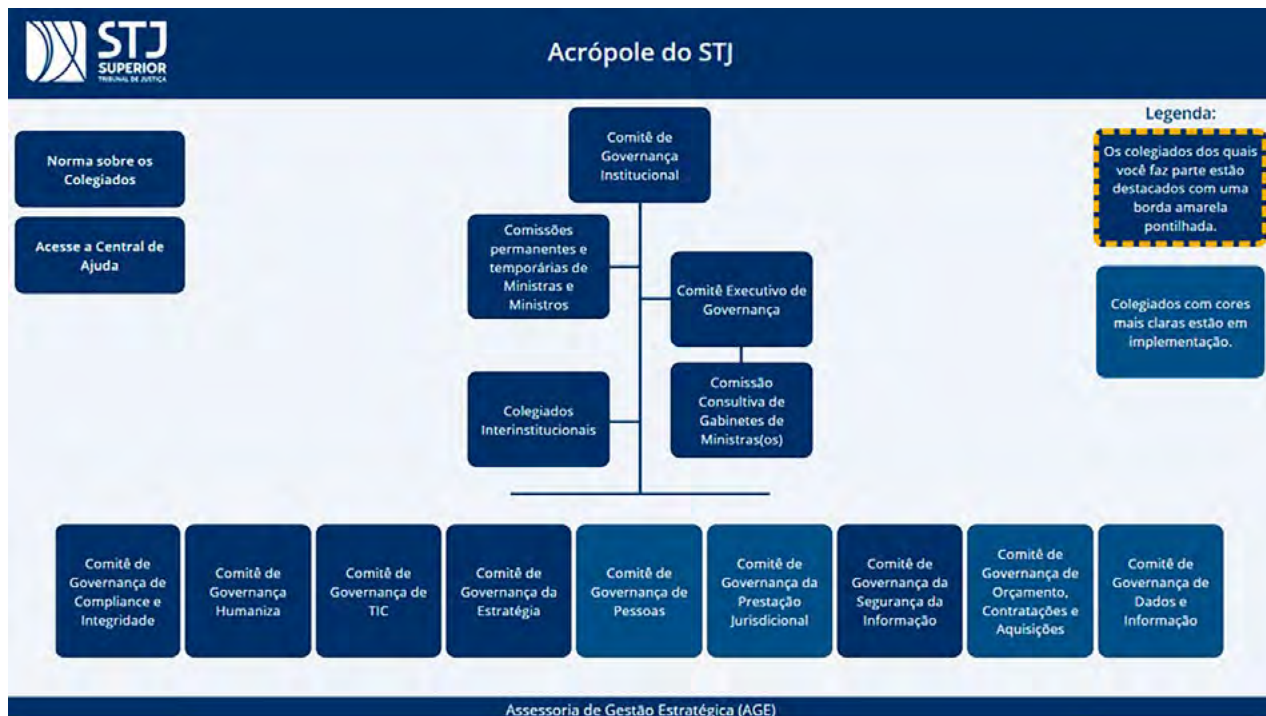 STJ
SUPERIOR
TRIBUNAL DE JUSTIÇA
Acrópole do STJ
Norma sobre os
Colegiados
Acesse a Central de
Ajuda
Comitê de
Governança
Institucional
Comissões
permanentes e
temporárias de
Ministras e
Ministros
Comitê Executivo de
Governança
Colegiados
Interinstitucionais
Comissão
Consultiva de
Gabinetes de
Ministras(os)
Legenda:
Os colegiados dos quais
você faz parte estão
destacados com uma
borda amarela
pontilhada.
Colegiados com cores
mais claras estão em
implementação.
Comitê de
Governança de
Compliance e
Integridade
Comitê de
Governança
Humaniza
Comitê de
Governança de
TIC
Comitê de
Governança da
Estratégia
Comitê de
Governança de
Pessoas
Comitê de
Governança da
Prestação
Jurisdicional
Comitê de
Governança da
Segurança da
Informação
Comitê de
Governança de
Orçamento,
Contratações e
Aquisições
Comitê de
Governança de
Dados e
Informação
Assessoria de Gestão Estratégica (AGE)